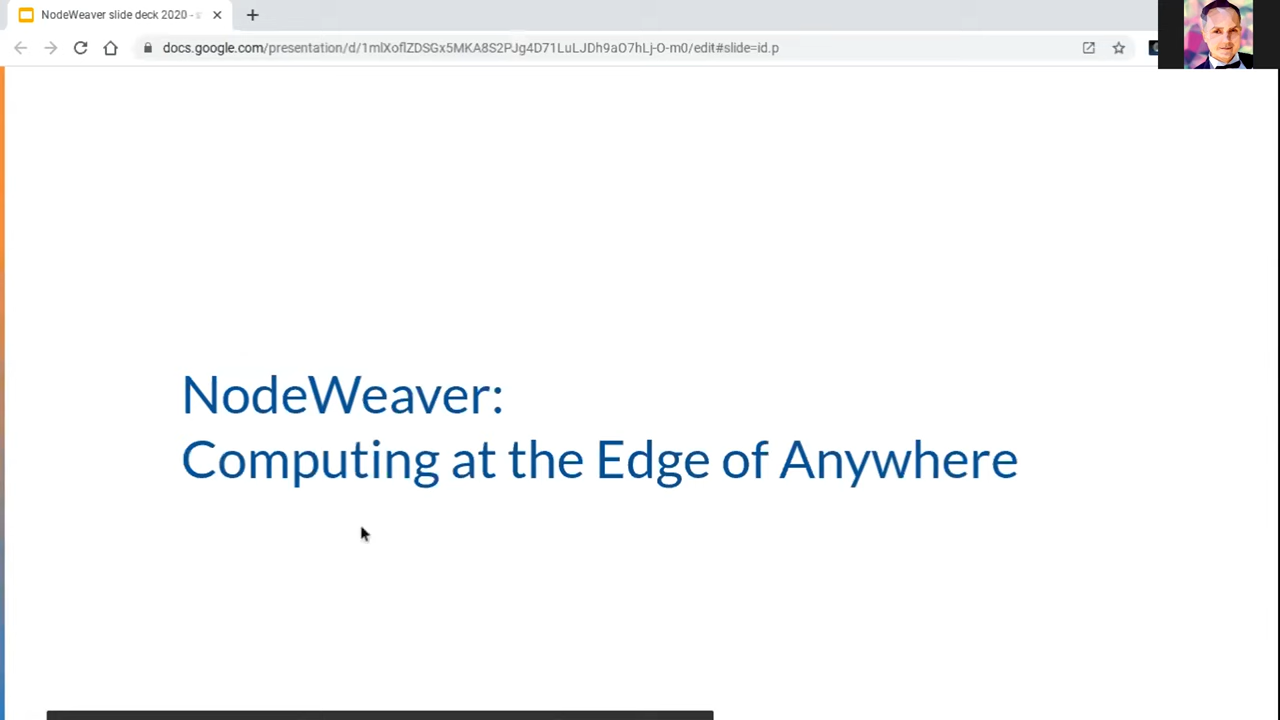 NodeWeaver slide deck 2020 -
docs.google.com/presentation/d/1mlXoflZDSGx5MKA8S2PJg4D71LuLJDh9aO7hLj-O-m0/edit#slide=id.p
NodeWeaver:
Computing at the Edge of Anywhere